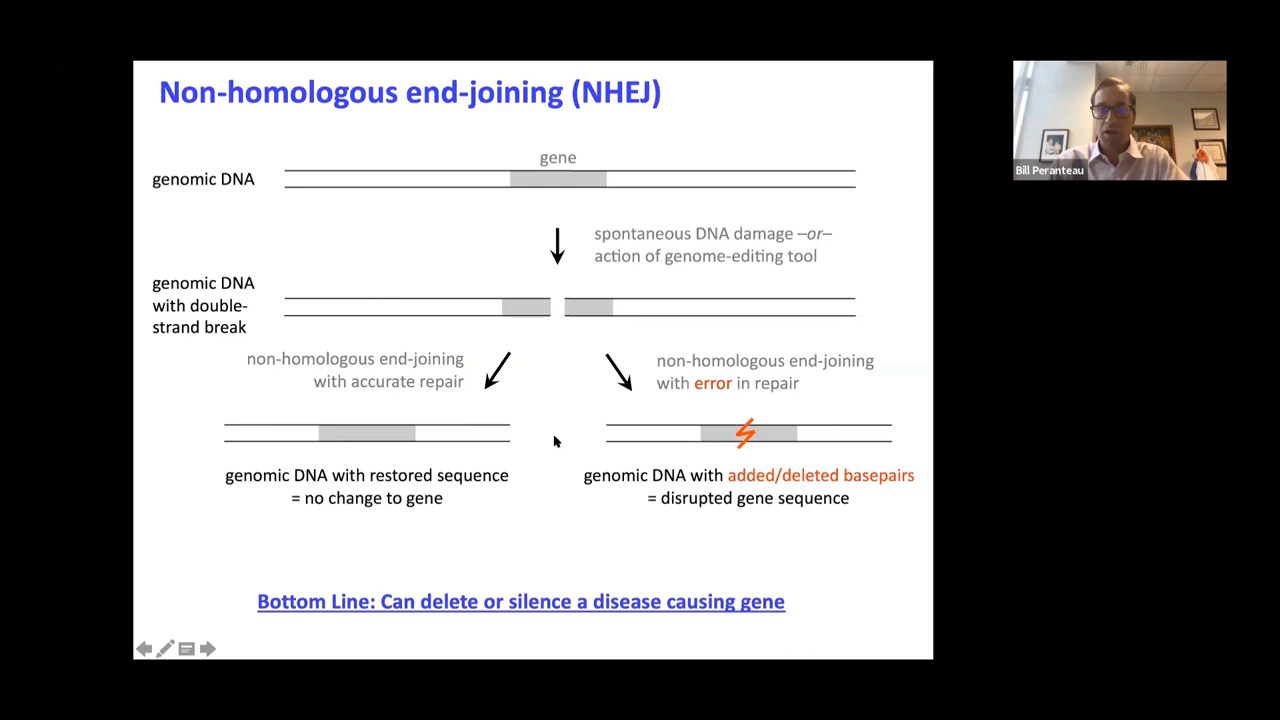 Non-homologous end-joining (NHEJ)
gene
genomic DNA
spontaneous DNA damage –or–
action of genome-editing tool
genomic DNA
with double-
strand break
non-homologous end-joining
with accurate repair
non-homologous end-joining
with error in repair
genomic DNA with restored sequence
= no change to gene
genomic DNA with added/deleted basepairs
= disrupted gene sequence
Bottom Line: Can delete or silence a disease causing gene
Bill Peranteau